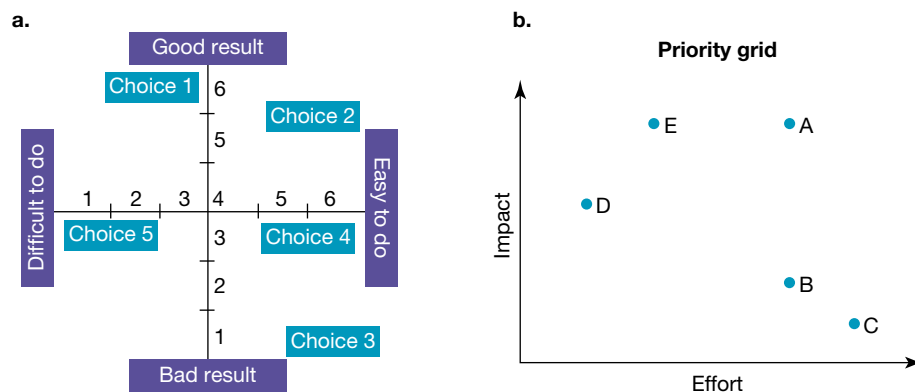 a.
Good result
Choice 1
6
Choice 2
5
Difficult to do
1 2 3 4 5 6
Easy to do
Choice 5
3
Choice 4
2
1
Choice 3
Bad result
b.
Priority grid
Impact
E
A
D
B
C
Effort